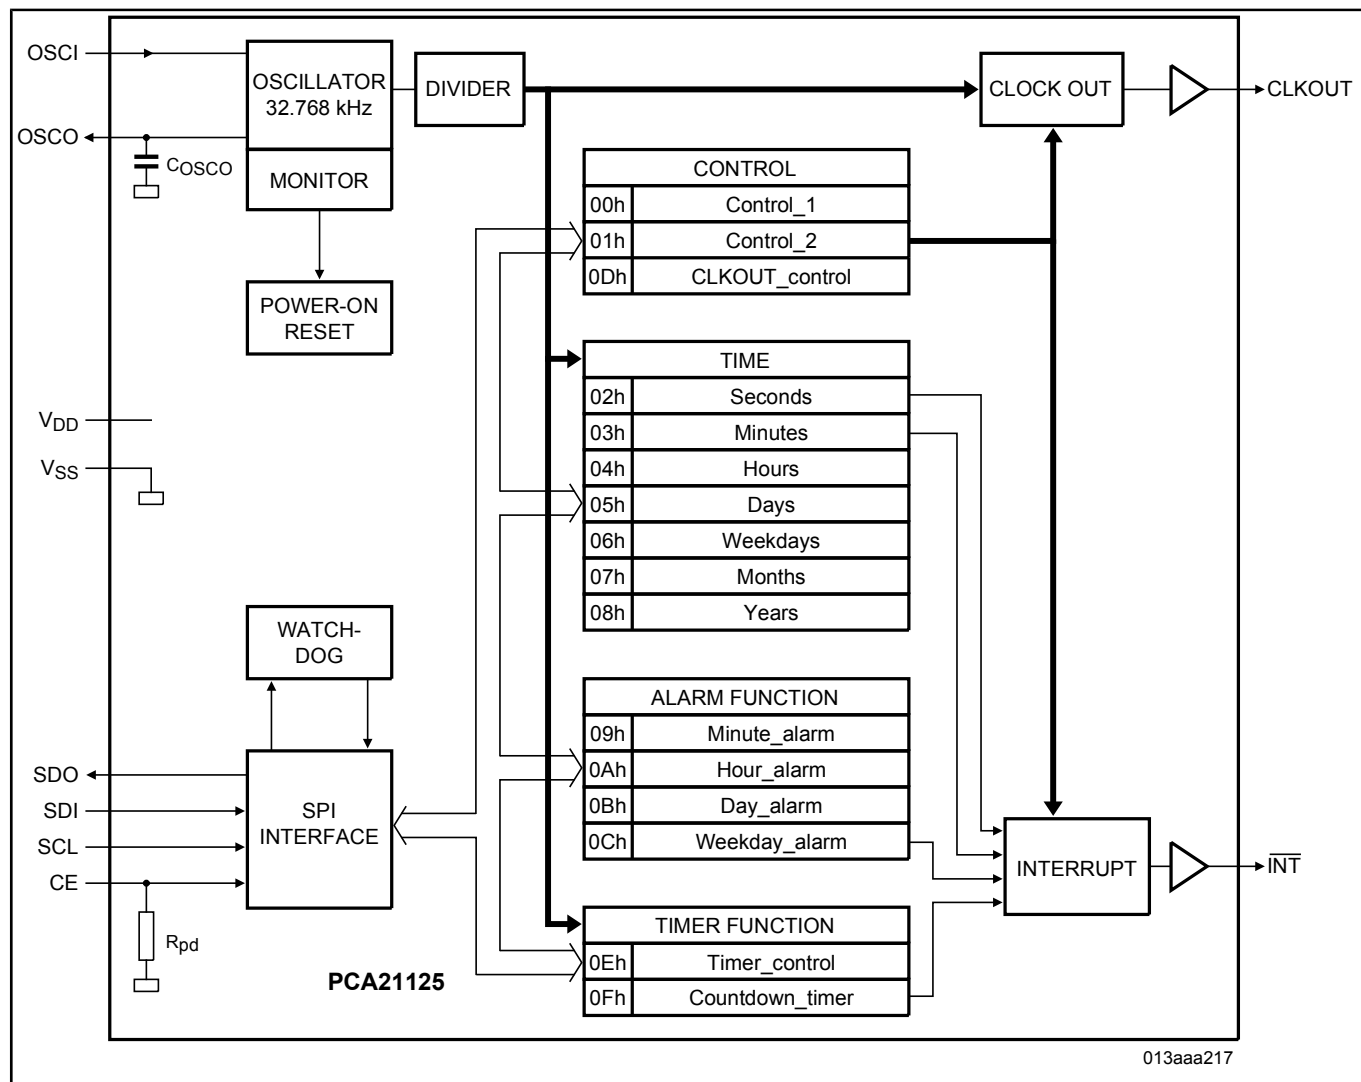 OSCI
OSCO
OSCILLATOR
32.768 kHz
MONITOR
COSCO
DIVIDER
CLOCK OUT
CLKOUT
POWER-ON
RESET
CONTROL
00h Control_1
01h Control_2
0Dh CLKOUT_control
TIME
02h Seconds
03h Minutes
04h Hours
05h Days
06h Weekdays
07h Months
08h Years
VDD
VSS
WATCH-
DOG
ALARM FUNCTION
09h Minute_alarm
0Ah Hour_alarm
0Bh Day_alarm
0Ch Weekday_alarm
SDO
SDI
SCL
CE
SPI
INTERFACE
INTERRUPT
INT
Rpd
TIMER FUNCTION
0Eh Timer_control
0Fh Countdown_timer
PCA21125
013aaa217